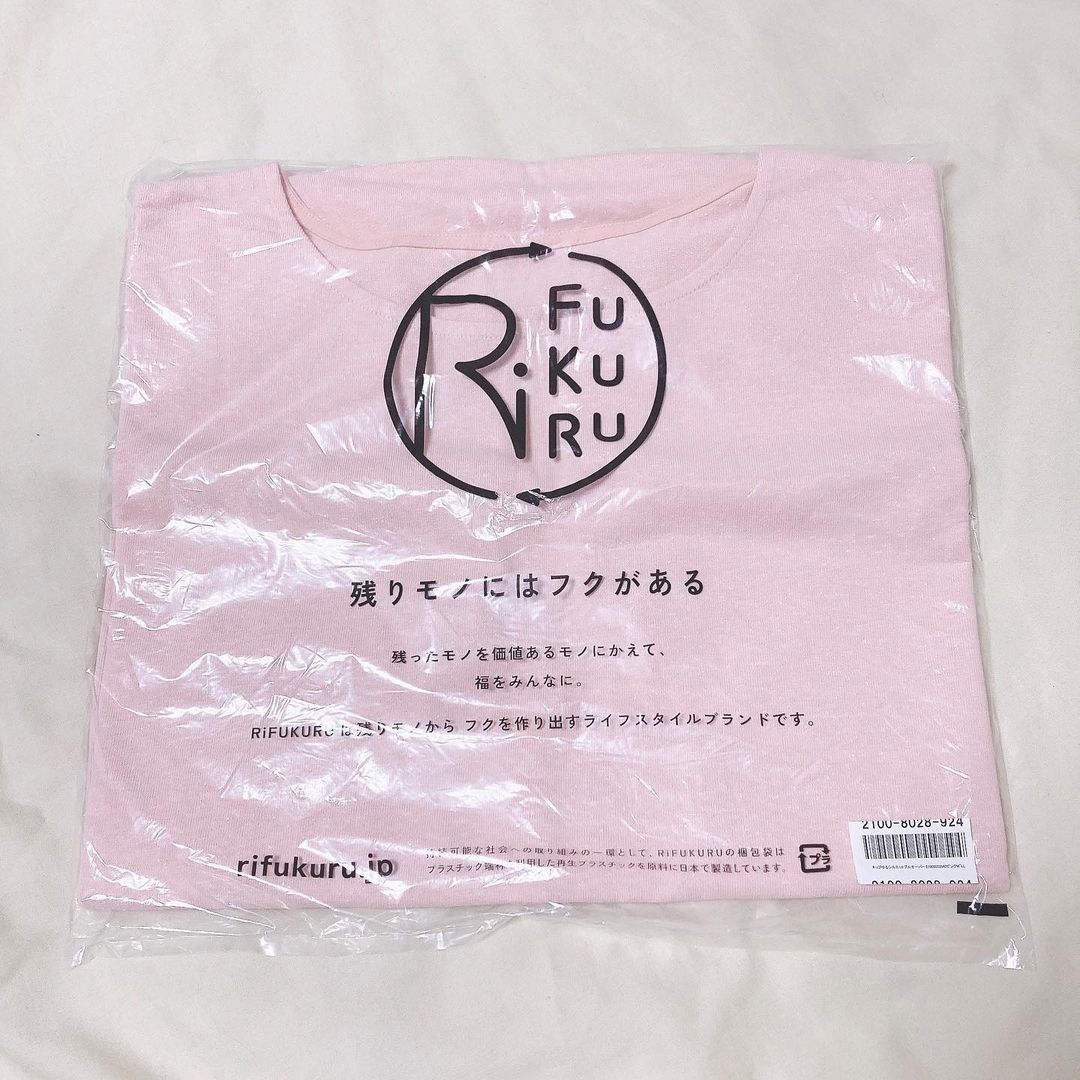 Ri
FU
KU
RU
残りモノにはフクがある
残ったモノを価値あるモノにかえて、
福をみんなに。
RiFUKURUは残りモノから フクを作り出すライフスタイルブランドです。
rifukuru.jp
持続可能な社会への取り組みの一環として、RiFUKURUの梱包袋は
プラスチック端材を利用した再生プラスチックを原料に日本で製造しています。
プラ
2100-8028-924
2100-8028-924